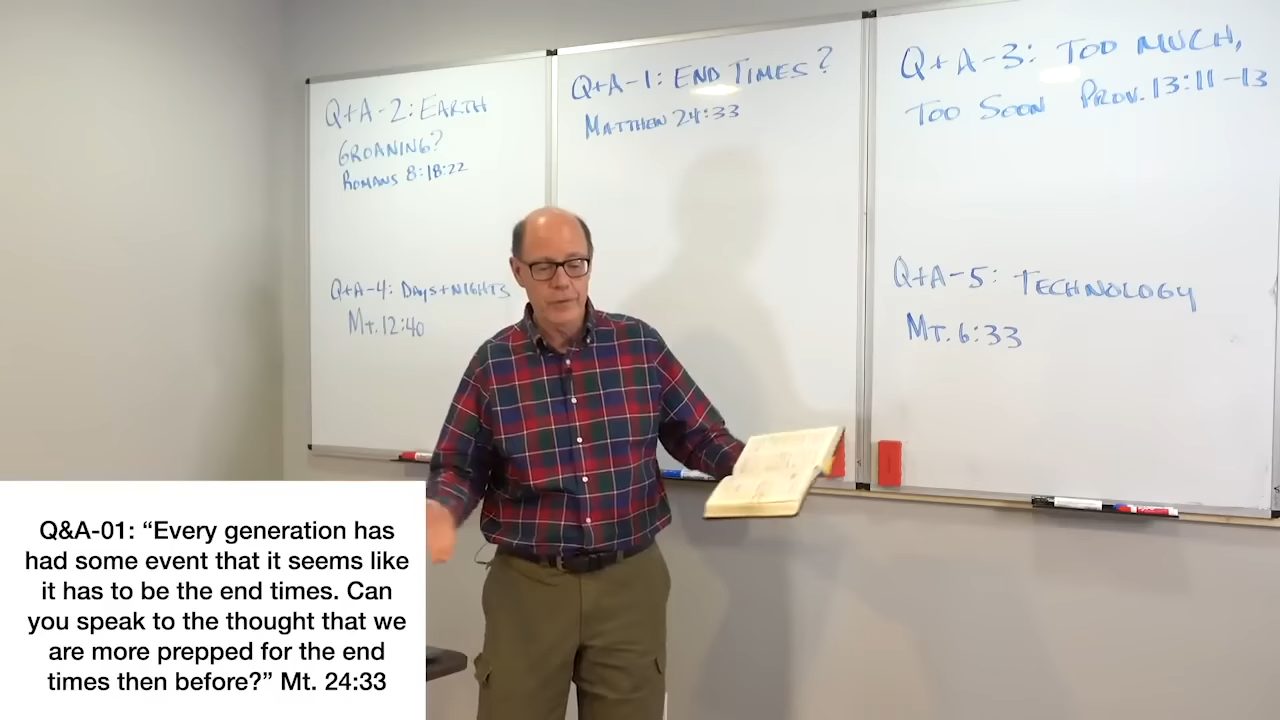 Q+A-2: EARTH
GROANING?
ROMANS 8:18:22
Q+A-4: DAYS+NIGHTS
MT. 12:40
Q+A-1: END TIMES?
MATTHEW 24:33
Q+A-3: TOO MUCH,
TOO SOON PROV. 13:11-13
Q+A-5: TECHNOLOGY
MT. 6:33
Q&A-01: “Every generation has
had some event that it seems like
it has to be the end times. Can
you speak to the thought that we
are more prepped for the end
times then before?” Mt. 24:33